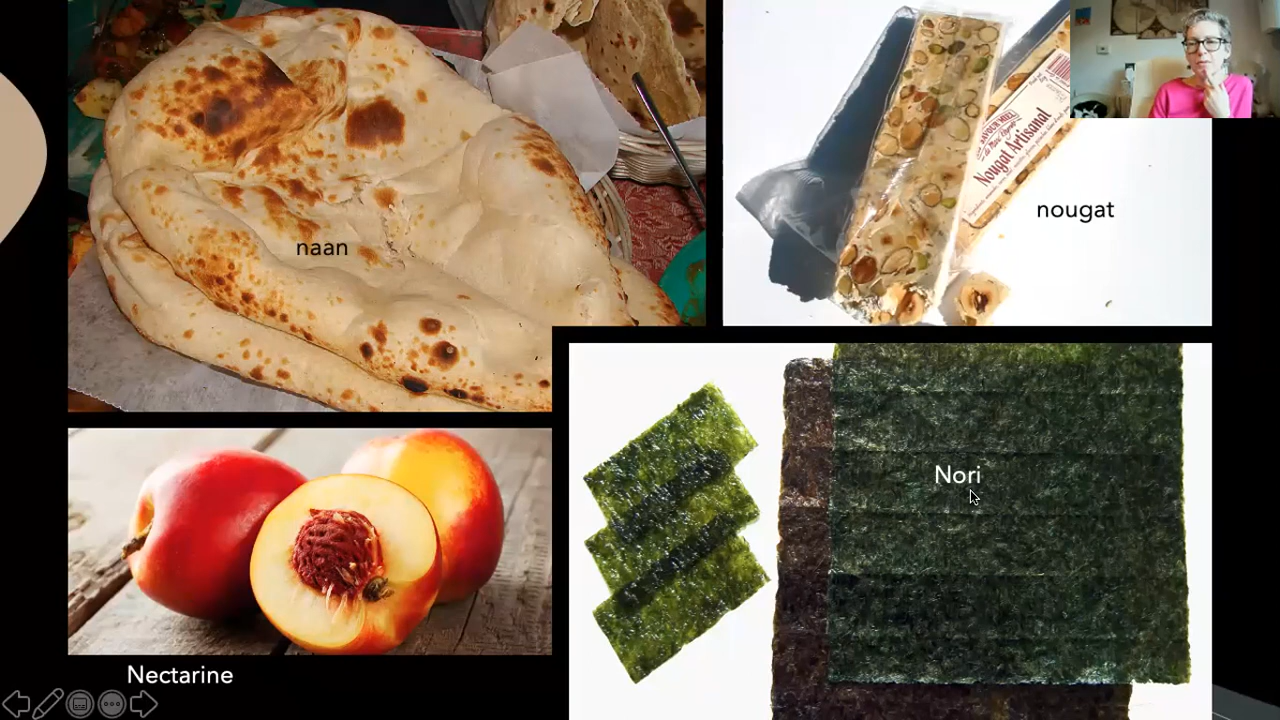 naan
nougat
Nougat Artisanal
Nori
Nectarine